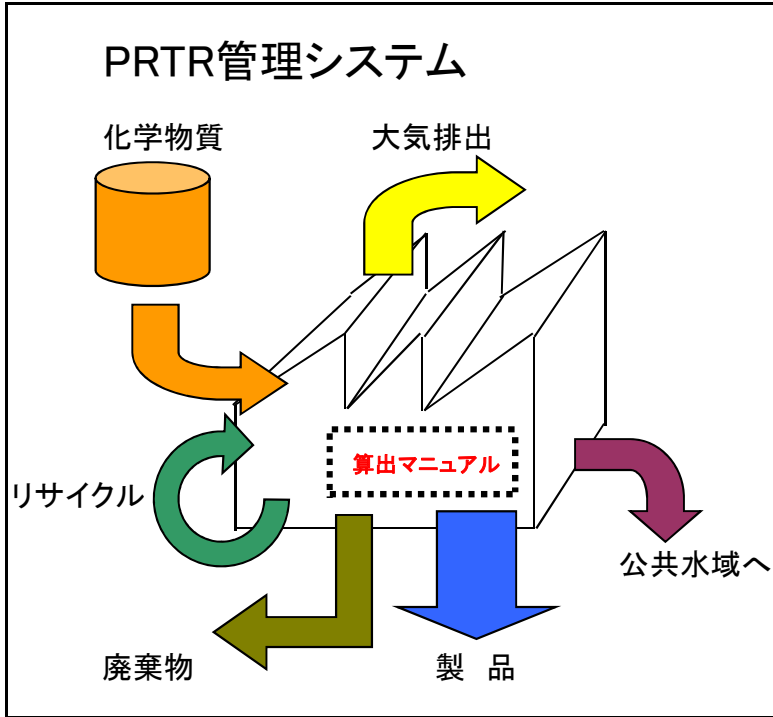 PRTR管理システム
化学物質
大気排出
算出マニュアル
リサイクル
公共水域へ
廃棄物
製　品